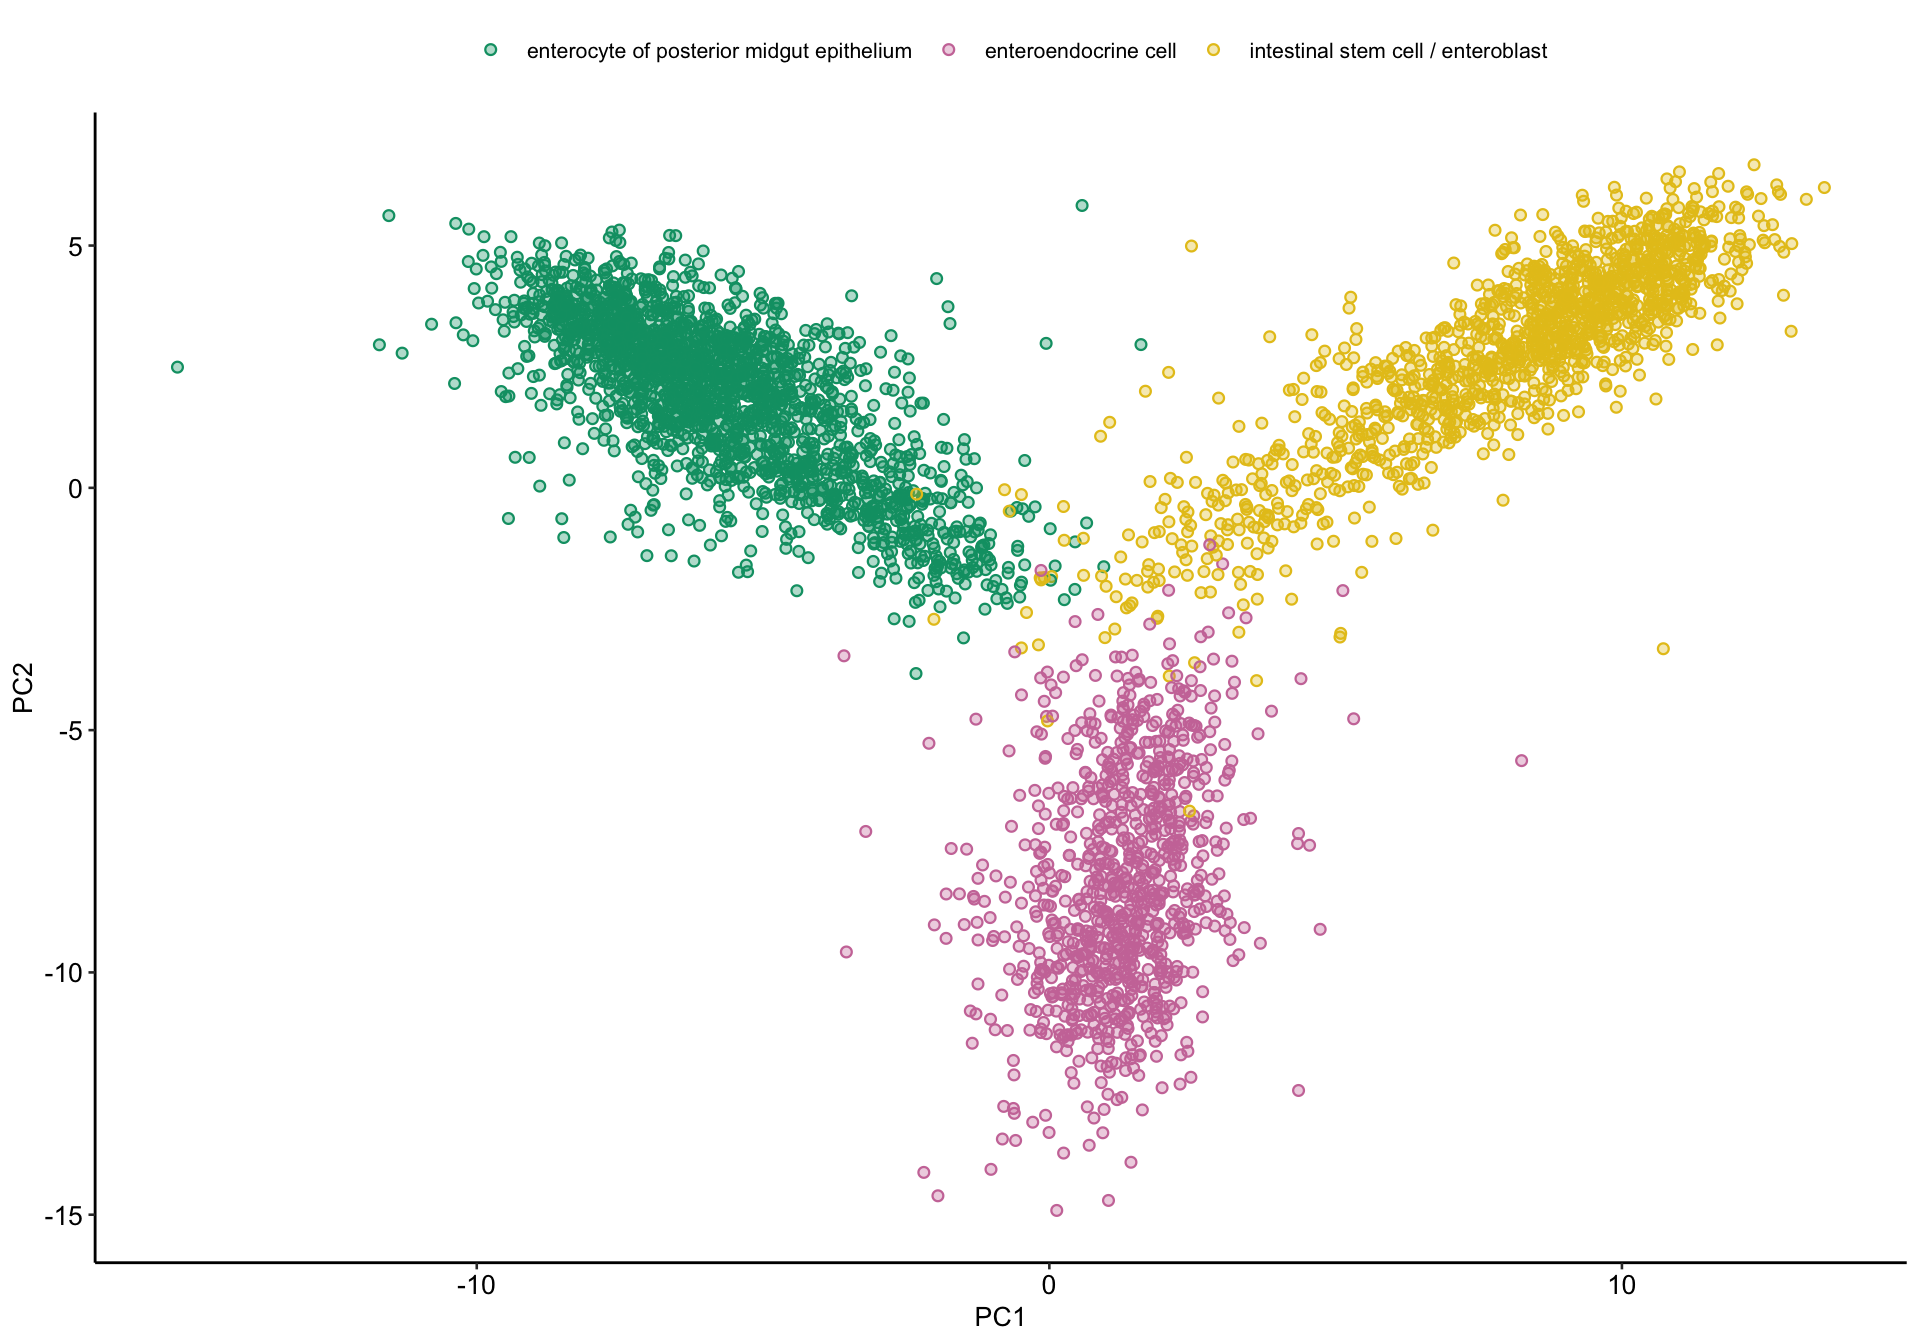 enterocyte of posterior midgut epithelium enteroendocrine cell intestinal stem cell / enteroblast
5
0
-5
-10
-15
PC2
-10 0 10
PC1